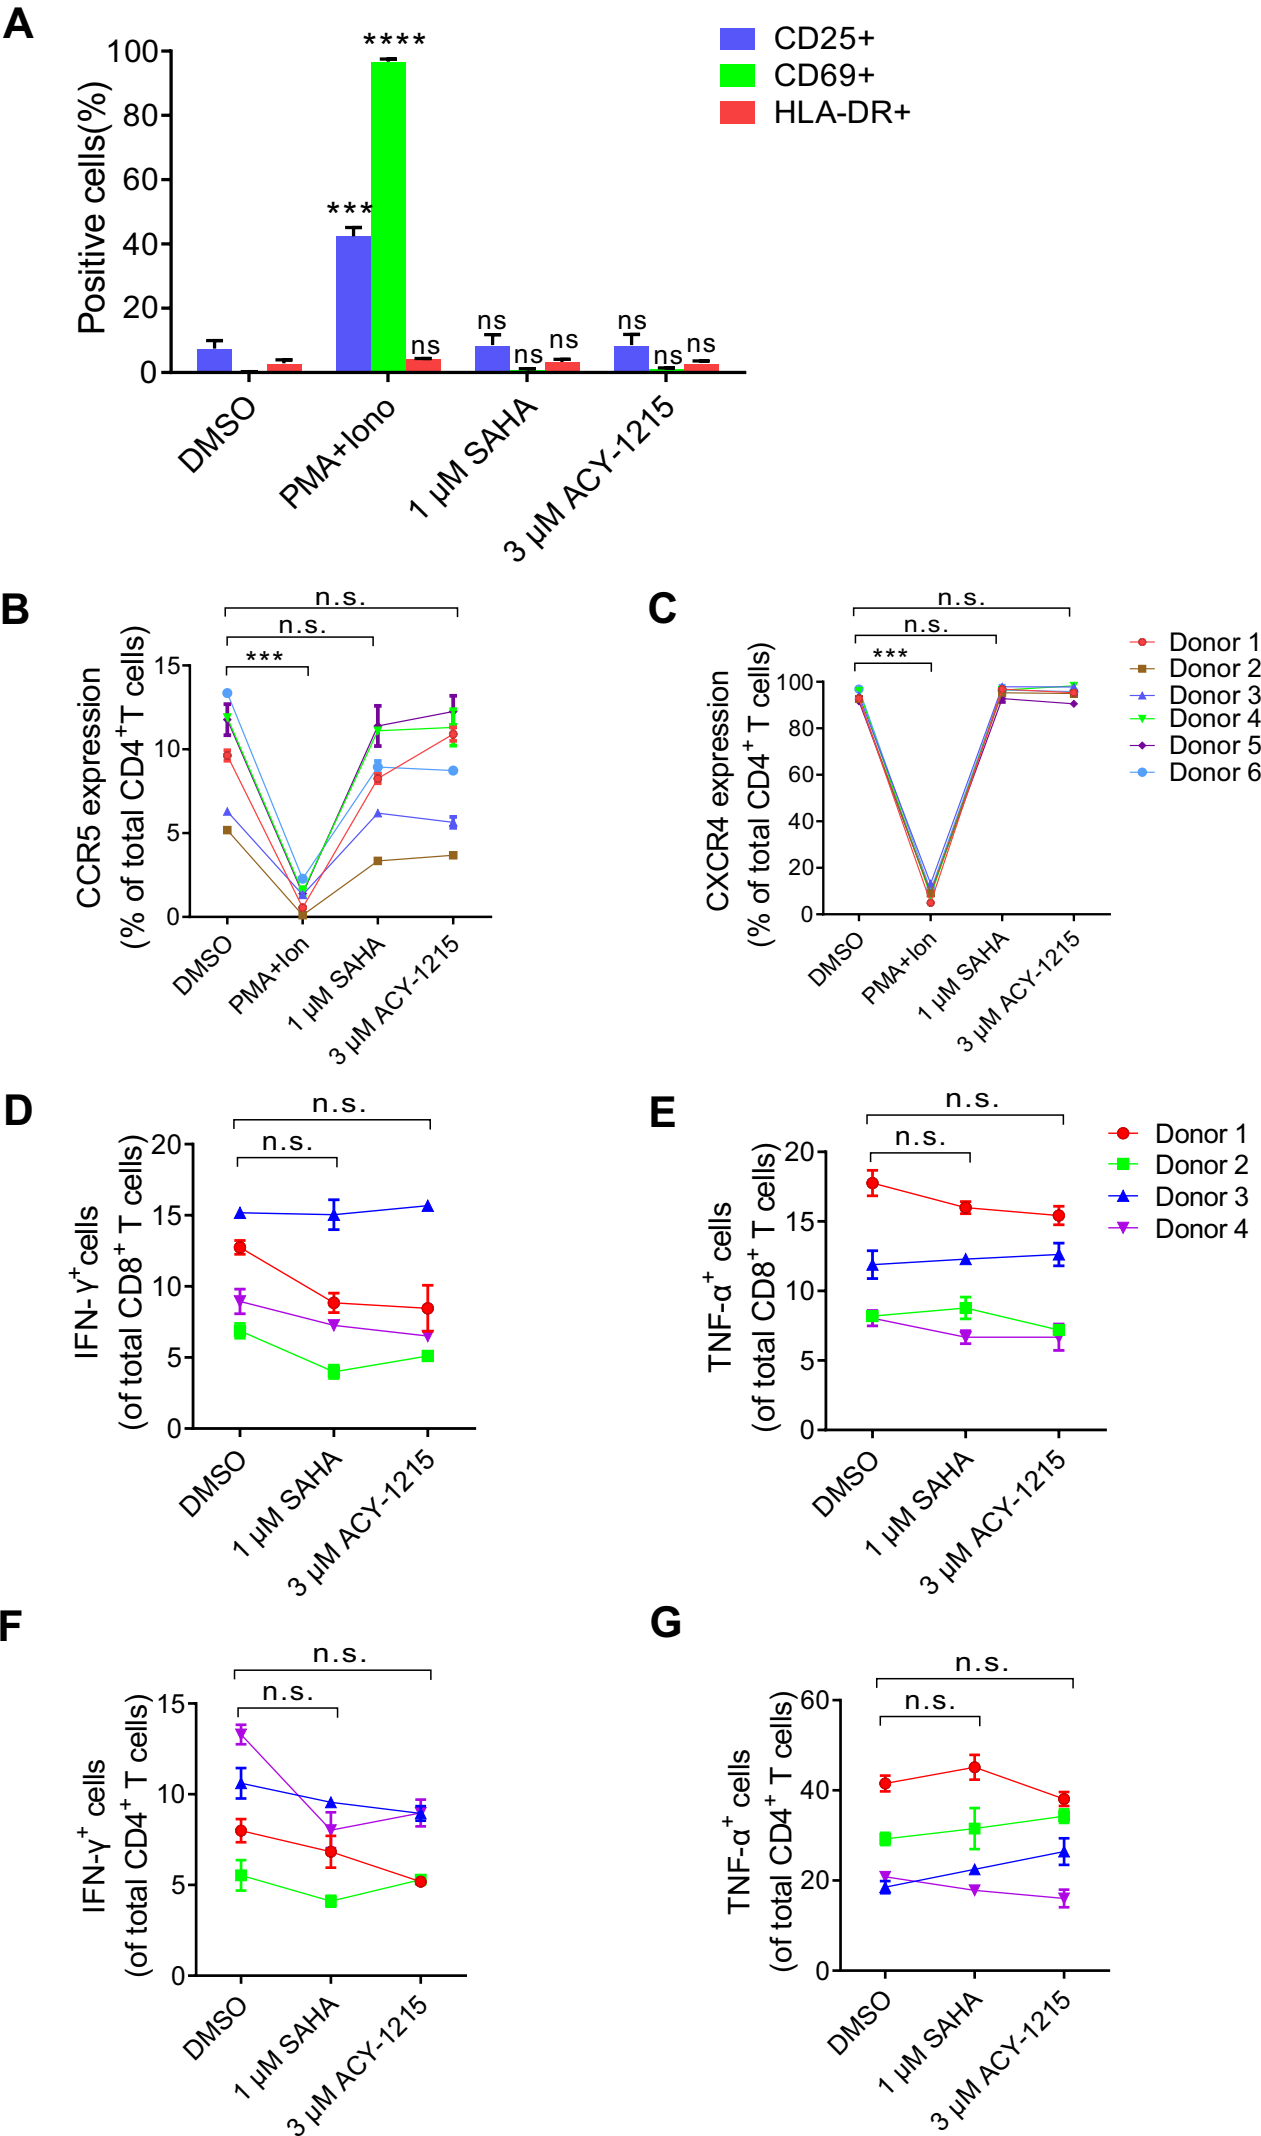 A
Positive cells(%)
100
80
60
40
20
0
****
***
ns
ns
ns
ns
ns
ns
ns
CD25+
CD69+
HLA-DR+
DMSO
PMA+Iono
1 µM SAHA
3 µM ACY-1215
B
n.s.
n.s.
***
CCR5 expression
(% of total CD4+T cells)
15
10
5
0
DMSO
PMA+Ion
1 µM SAHA
3 µM ACY-1215
C
n.s.
n.s.
***
CXCR4 expression
(% of total CD4+ T cells)
100
80
60
40
20
0
DMSO
PMA+Ion
1 µM SAHA
3 µM ACY-1215
Donor 1
Donor 2
Donor 3
Donor 4
Donor 5
Donor 6
D
n.s.
n.s.
IFN-γ+cells
(of total CD8+ T cells)
20
15
10
5
0
DMSO
1 µM SAHA
3 µM ACY-1215
E
n.s.
n.s.
TNF-α+ cells
(of total CD8+ T cells)
20
15
10
5
0
DMSO
1 µM SAHA
3 µM ACY-1215
Donor 1
Donor 2
Donor 3
Donor 4
F
n.s.
n.s.
IFN-γ+ cells
(of total CD4+ T cells)
15
10
5
0
DMSO
1 µM SAHA
3 µM ACY-1215
G
n.s.
n.s.
TNF-α+ cells
(of total CD4+ T cells)
60
40
20
0
DMSO
1 µM SAHA
3 µM ACY-1215